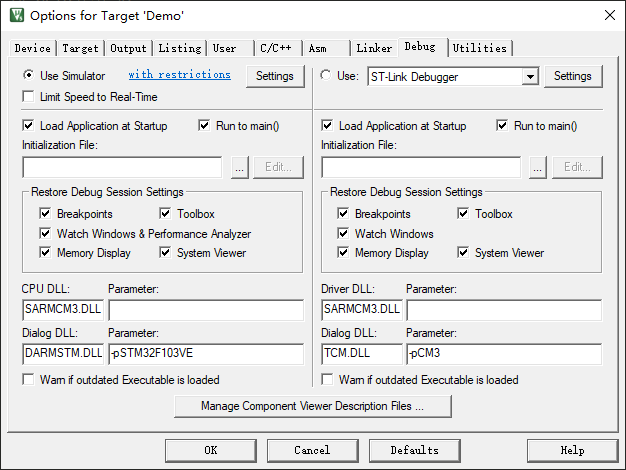 Options for Target 'Demo'
Device Target Output Listing User C/C++ Asm Linker Debug Utilities
Use Simulator with restrictions Settings Use: ST-Link Debugger Settings
Limit Speed to Real-Time
Load Application at Startup Run to main() Load Application at Startup Run to main()
Initialization File: Initialization File:
... Edit... ... Edit...
Restore Debug Session Settings Restore Debug Session Settings
Breakpoints Toolbox Breakpoints Toolbox
Watch Windows & Performance Analyzer Watch Windows
Memory Display System Viewer Memory Display System Viewer
CPU DLL: Parameter: Driver DLL: Parameter:
SARMCM3.DLL SARMCM3.DLL
Dialog DLL: Parameter: Dialog DLL: Parameter:
DARMSTM.DLL -pSTM32F103VE TCM.DLL -pCM3
Warn if outdated Executable is loaded Warn if outdated Executable is loaded
Manage Component Viewer Description Files ...
OK Cancel Defaults Help